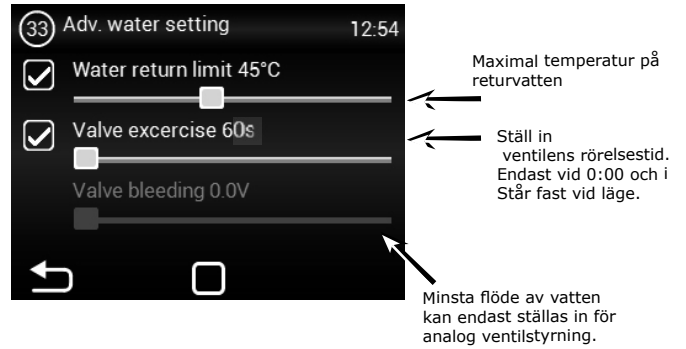 33 Adv. water setting 12:54
Water return limit 45°C
Valve excercise 60s
Valve bleeding 0.0V
Maximal temperatur på
returvatten
Ställ in
ventilens rörelsestid.
Endast vid 0:00 och i
Står fast vid läge.
Minsta flöde av vatten
kan endast ställas in för
analog ventilstyrning.